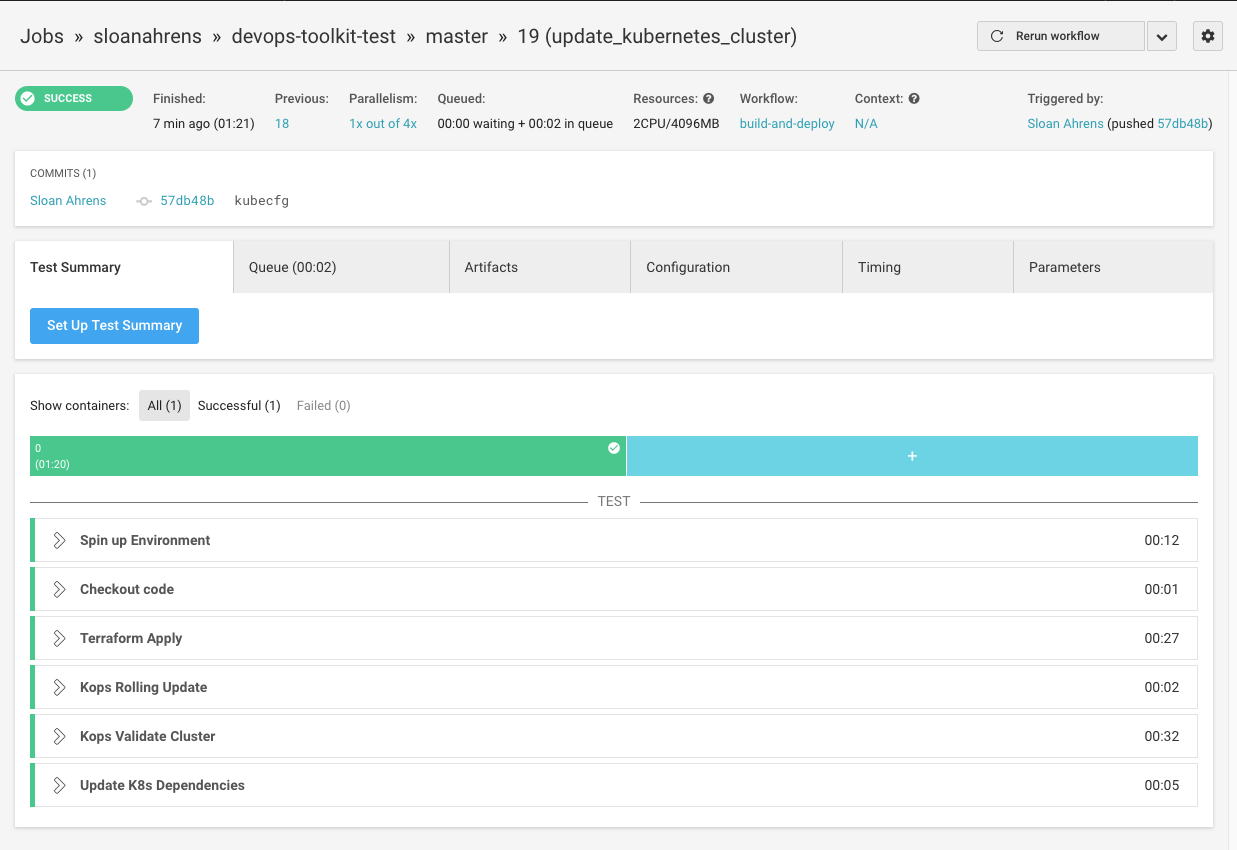 Jobs » sloanahrens » devops-toolkit-test » master » 19 (update_kubernetes_cluster)
Rerun workflow
SUCCESS
Finished:
7 min ago (01:21)
Previous:
18
Parallelism:
1x out of 4x
Queued:
00:00 waiting + 00:02 in queue
Resources:
2CPU/4096MB
Workflow:
build-and-deploy
Context:
N/A
Triggered by:
Sloan Ahrens (pushed 57db48b)
COMMITS (1)
Sloan Ahrens 57db48b kubecfg
Test Summary
Queue (00:02)
Artifacts
Configuration
Timing
Parameters
Set Up Test Summary
Show containers: All (1) Successful (1) Failed (0)
0
(01:20)
+
TEST
Spin up Environment 00:12
Checkout code 00:01
Terraform Apply 00:27
Kops Rolling Update 00:02
Kops Validate Cluster 00:32
Update K8s Dependencies 00:05